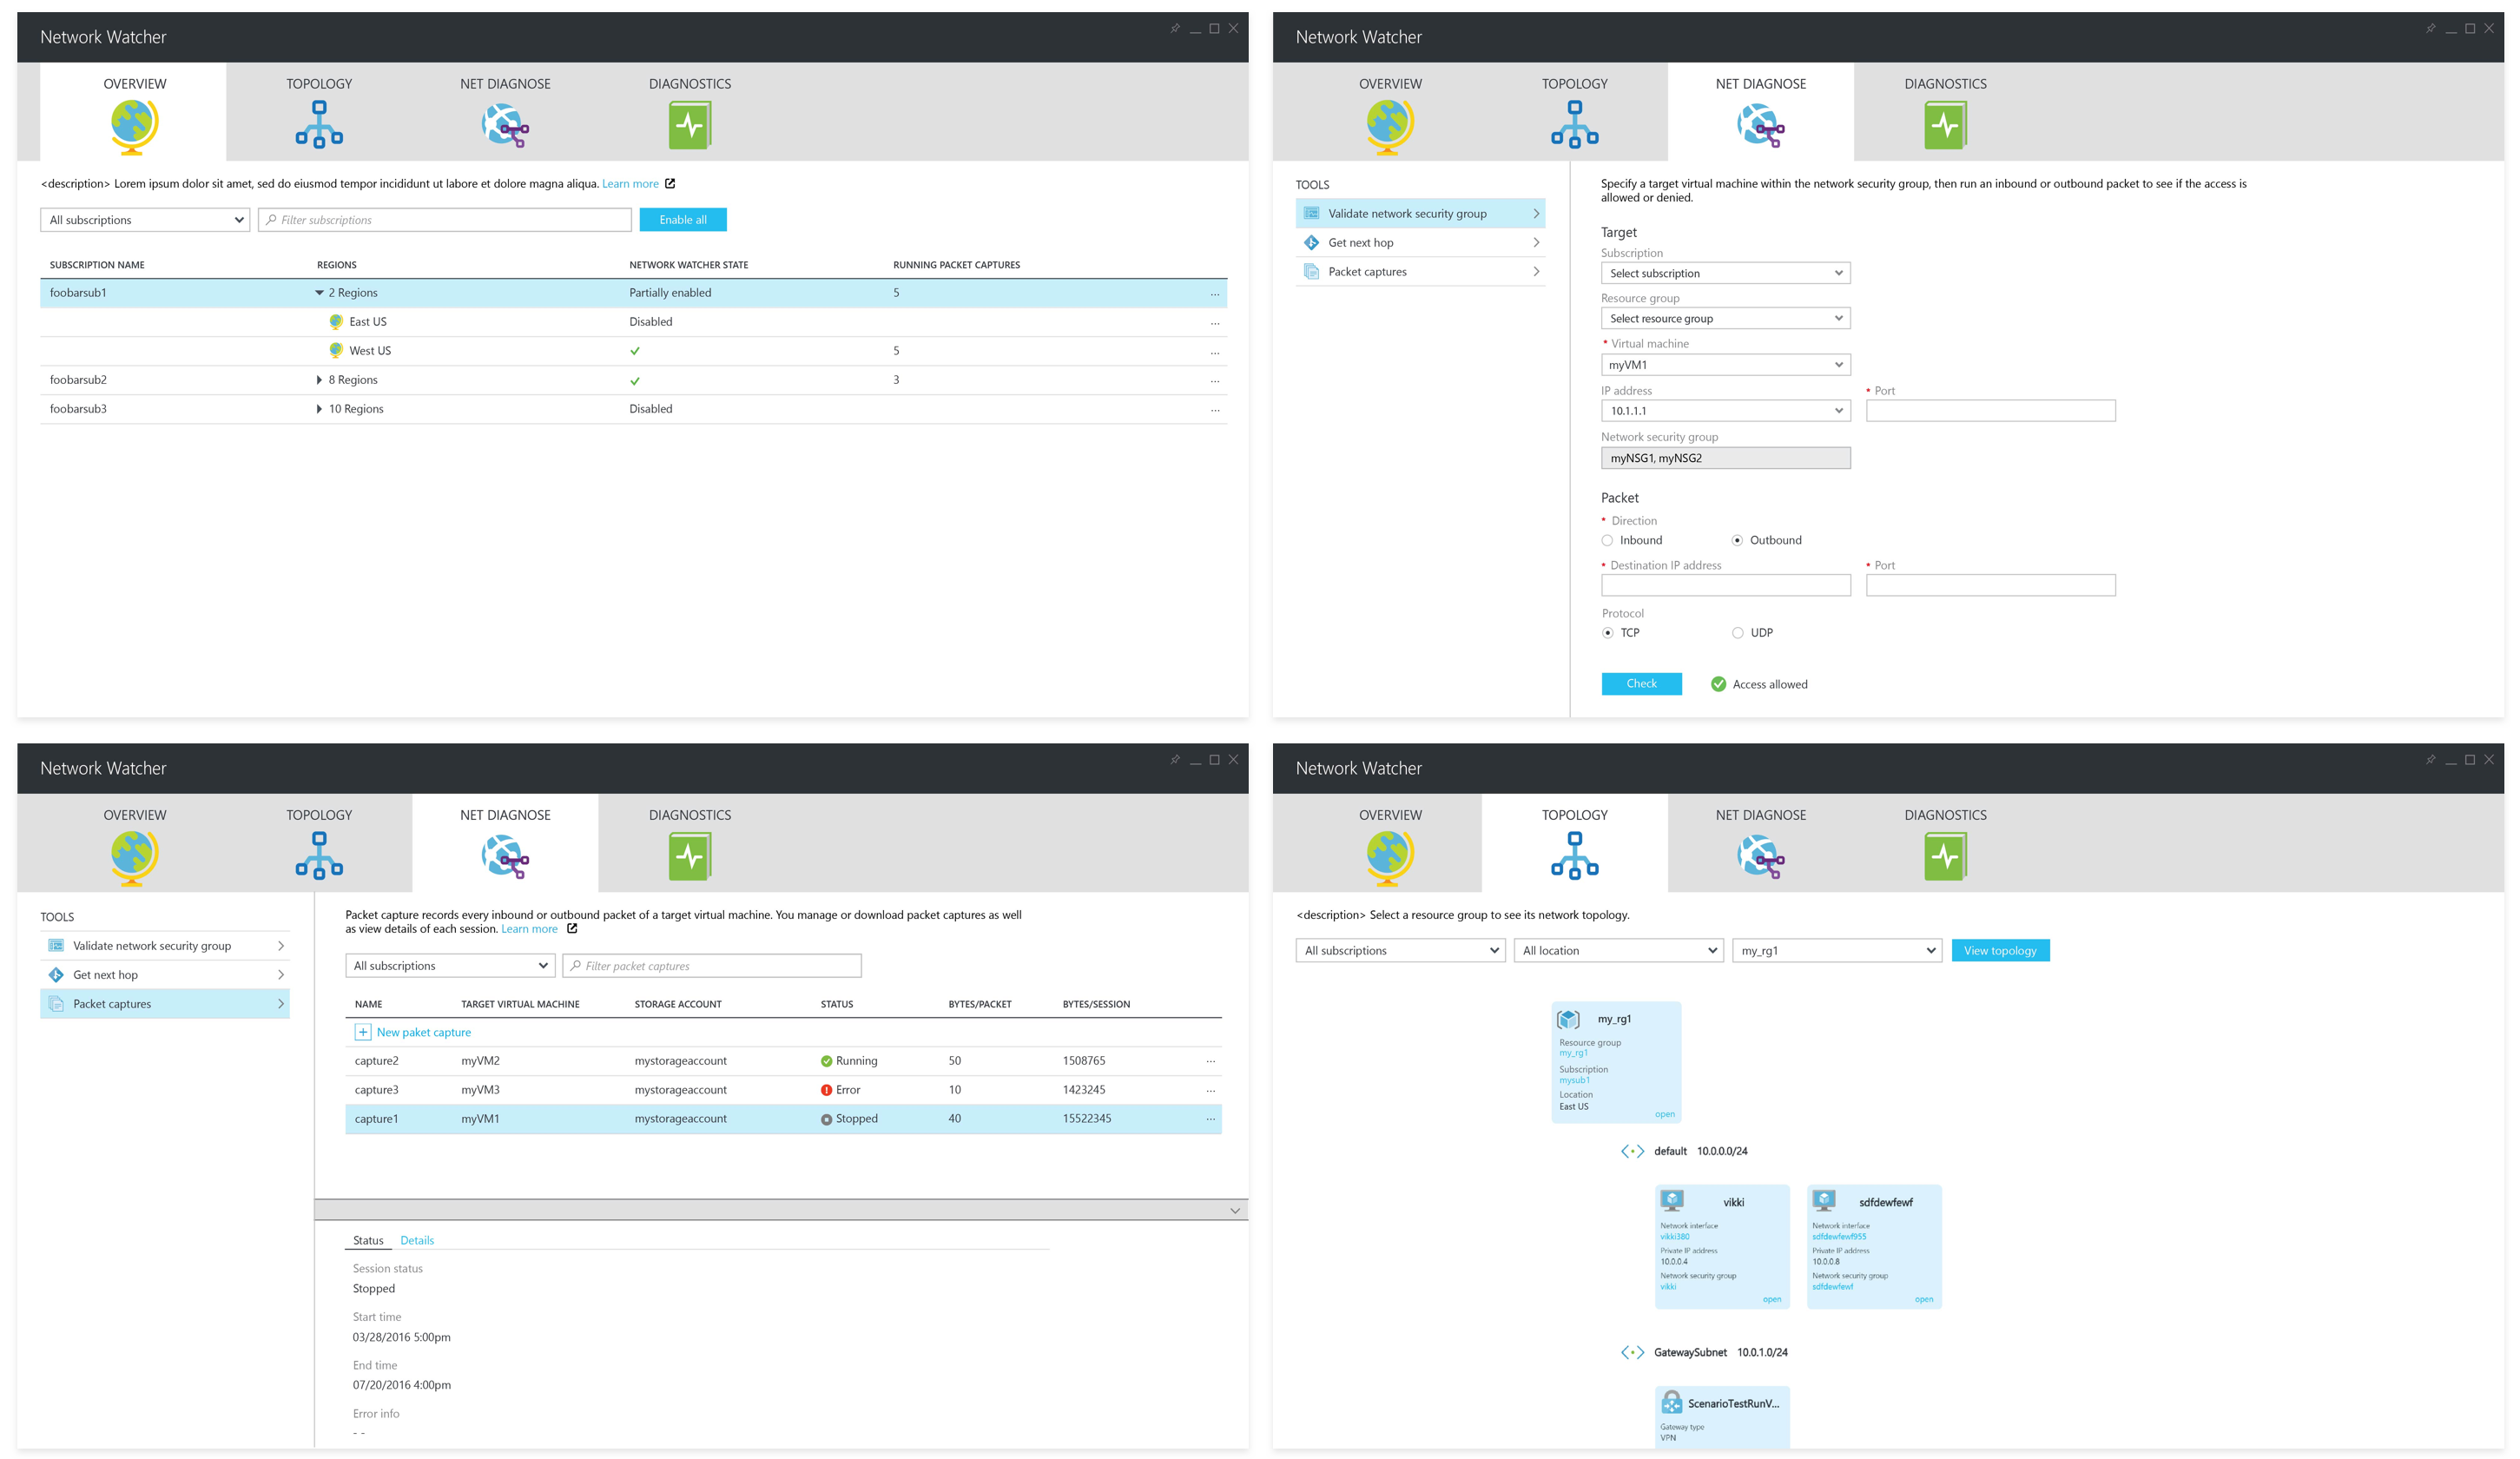 Network Watcher
OVERVIEW
TOPOLOGY
NET DIAGNOSE
DIAGNOSTICS
<description> Lorem ipsum dolor sit amet, sed do eiusmod tempor incididunt ut labore et dolore magna aliqua. Learn more
All subscriptions
Filter subscriptions
Enable all
SUBSCRIPTION NAME REGIONS NETWORK WATCHER STATE RUNNING PACKET CAPTURES
foobarsub1 2 Regions Partially enabled 5 ...
East US Disabled ...
West US 5 ...
foobarsub2 8 Regions 3 ...
foobarsub3 10 Regions Disabled ...
Network Watcher
OVERVIEW
TOPOLOGY
NET DIAGNOSE
DIAGNOSTICS
TOOLS
Validate network security group
Get next hop
Packet captures
Specify a target virtual machine within the network security group, then run an inbound or outbound packet to see if the access is
allowed or denied.
Target
Subscription
Select subscription
Resource group
Select resource group
* Virtual machine
myVM1
IP address * Port
10.1.1.1
Network security group
myNSG1, myNSG2
Packet
* Direction
Inbound Outbound
* Destination IP address * Port
Protocol
TCP UDP
Check Access allowed
Network Watcher
OVERVIEW
TOPOLOGY
NET DIAGNOSE
DIAGNOSTICS
TOOLS
Validate network security group
Get next hop
Packet captures
Packet capture records every inbound or outbound packet of a target virtual machine. You manage or download packet captures as well
as view details of each session. Learn more
All subscriptions
Filter packet captures
NAME TARGET VIRTUAL MACHINE STORAGE ACCOUNT STATUS BYTES/PACKET BYTES/SESSION
+ New paket capture
capture2 myVM2 mystorageaccount Running 50 1508765 ...
capture3 myVM3 mystorageaccount Error 10 1423245 ...
capture1 myVM1 mystorageaccount Stopped 40 15522345 ...
Status Details
Session status
Stopped
Start time
03/28/2016 5:00pm
End time
07/20/2016 4:00pm
Error info
- -
Network Watcher
OVERVIEW
TOPOLOGY
NET DIAGNOSE
DIAGNOSTICS
<description> Select a resource group to see its network topology.
All subscriptions
All location
my_rg1
View topology
my_rg1
Resource group
my_rg1
Subscription
mysub1
Location
East US
open
default 10.0.0.0/24
vikki
Network interface
vikki380
Private IP address
10.0.0.4
Network security group
vikki
open
sdfdewfewf
Network interface
sdfdewfewf955
Private IP address
10.0.0.8
Network security group
sdfdewfewf
open
GatewaySubnet 10.0.1.0/24
ScenarioTestRunV...
Gateway type
VPN